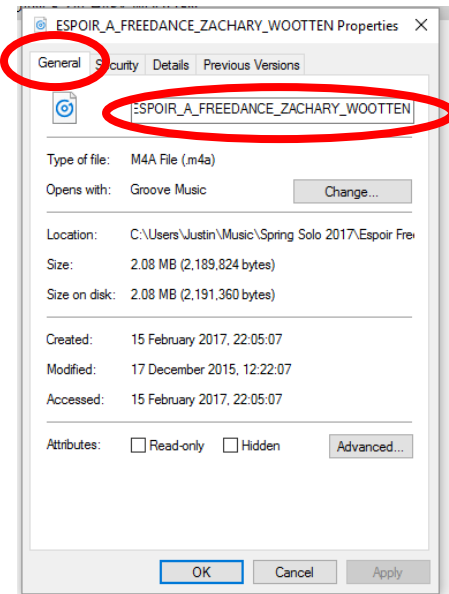 ESPOIR_A_FREEDANCE_ZACHARY_WOOTTEN Properties
General Security Details Previous Versions
ESPOIR_A_FREEDANCE_ZACHARY_WOOTTEN
Type of file: M4A File (.m4a)
Opens with: Groove Music Change...
Location: C:\Users\Justin\Music\Spring Solo 2017\Espoir Free
Size: 2.08 MB (2,189,824 bytes)
Size on disk: 2.08 MB (2,191,360 bytes)
Created: 15 February 2017, 22:05:07
Modified: 17 December 2015, 12:22:07
Accessed: 15 February 2017, 22:05:07
Attributes: Read-only Hidden Advanced...
OK Cancel Apply